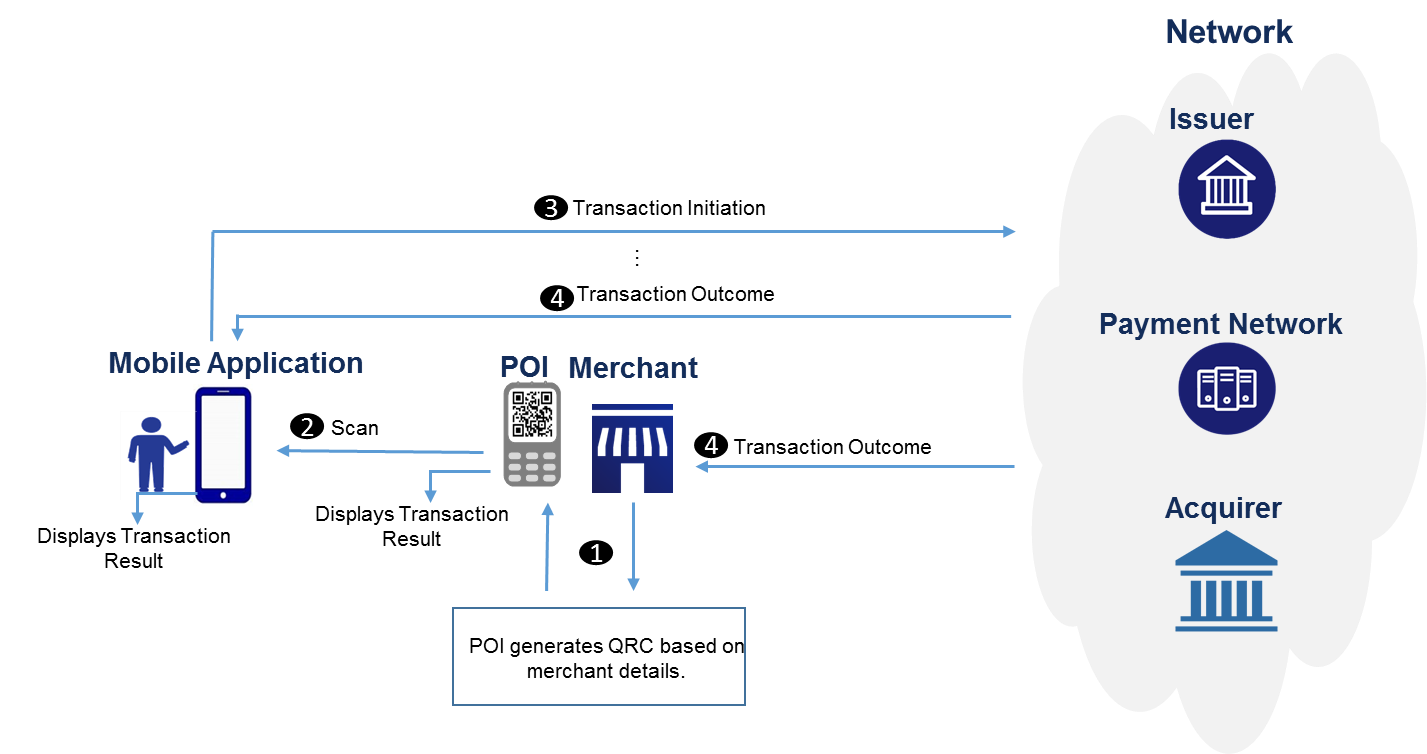 Network
Issuer
3 Transaction Initiation
⋮
4 Transaction Outcome
Payment Network
Mobile Application
POI Merchant
2 Scan
4 Transaction Outcome
Displays Transaction
Result
Displays Transaction
Result
Acquirer
1
POI generates QRC based on
merchant details.